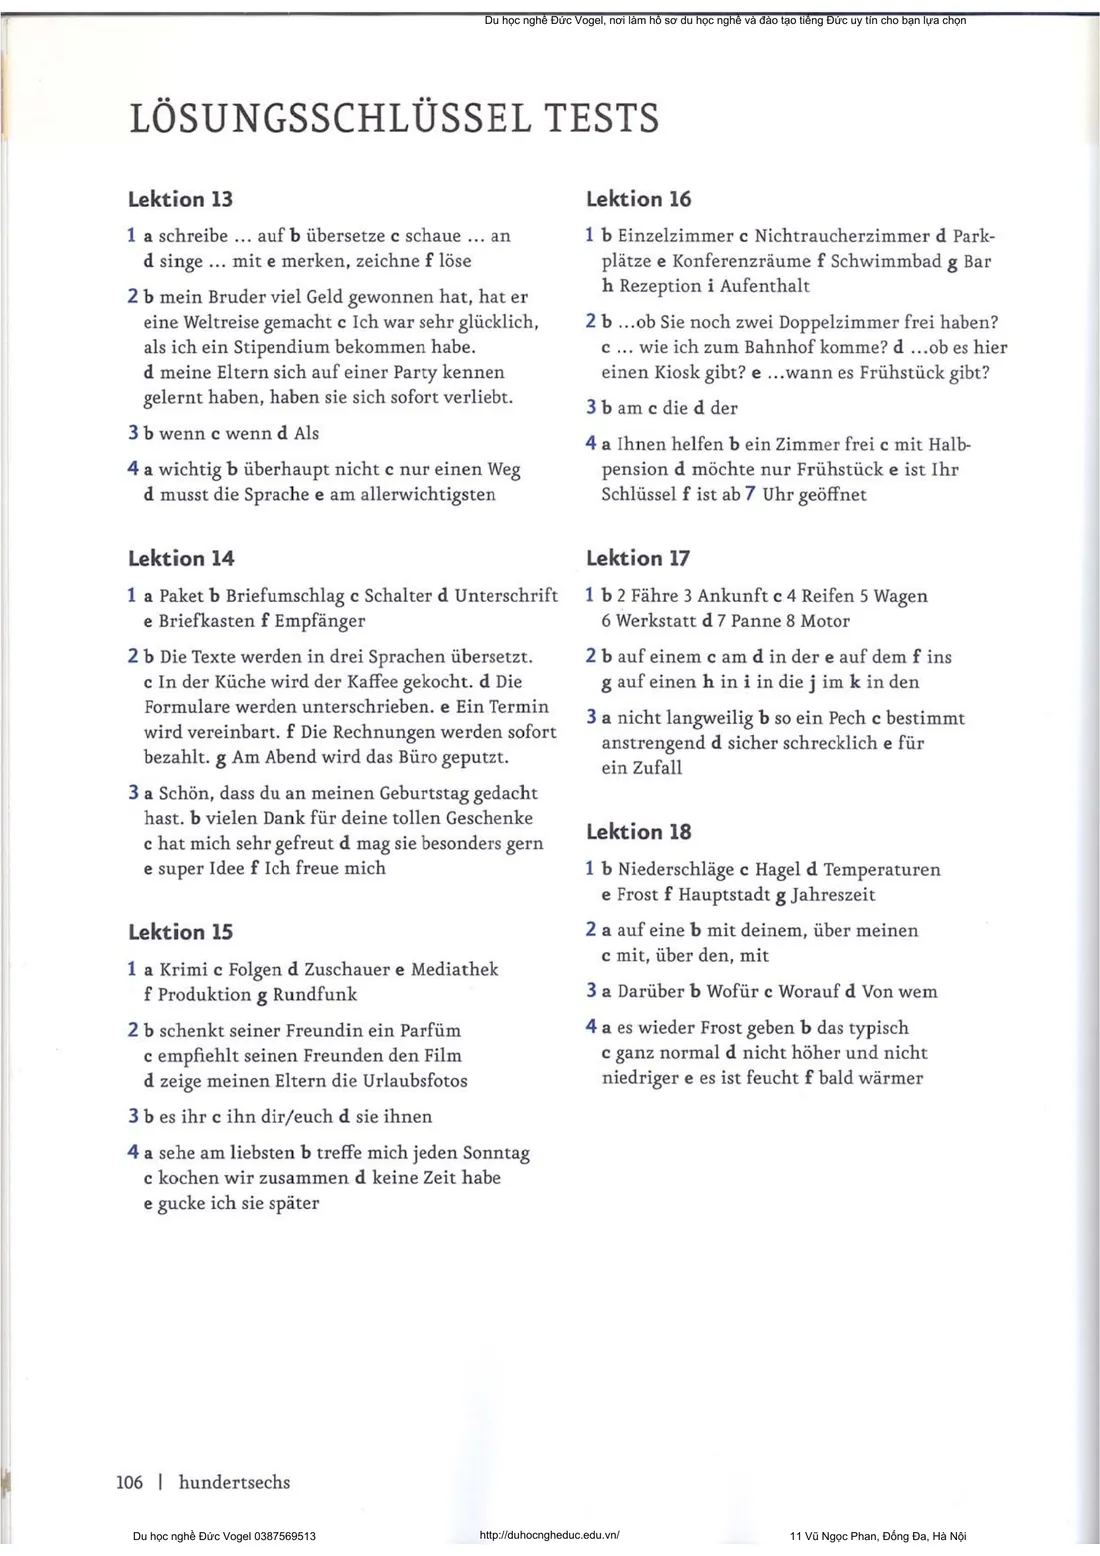 Du học nghề Đức Vogel, nơi làm hồ sơ du học nghề và đào tạo tiếng Đức uy tín cho bạn lựa chọn
LÖSUNGSSCHLÜSSEL TESTS
Lektion 13
1 a schreibe ... auf b übersetze c schaue ... an
d singe ... mit e merken, zeichne f löse
2 b mein Bruder viel Geld gewonnen hat, hat er
eine Weltreise gemacht c Ich war sehr glücklich,
als ich ein Stipendium bekommen habe.
d meine Eltern sich auf einer Party kennen
gelernt haben, haben sie sich sofort verliebt.
3 b wenn c wenn d Als
4 a wichtig b überhaupt nicht c nur einen Weg
d musst die Sprache e am allerwichtigsten
Lektion 14
1 a Paket b Briefumschlag c Schalter d Unterschrift
e Briefkasten f Empfänger
2 b Die Texte werden in drei Sprachen übersetzt.
c In der Küche wird der Kaffee gekocht. d Die
Formulare werden unterschrieben. e Ein Termin
wird vereinbart. f Die Rechnungen werden sofort
bezahlt. g Am Abend wird das Büro geputzt.
3 a Schön, dass du an meinen Geburtstag gedacht
hast. b vielen Dank für deine tollen Geschenke
c hat mich sehr gefreut d mag sie besonders gern
e super Idee f Ich freue mich
Lektion 15
1 a Krimi c Folgen d Zuschauer e Mediathek
f Produktion g Rundfunk
2 b schenkt seiner Freundin ein Parfüm
c empfiehlt seinen Freunden den Film
d zeige meinen Eltern die Urlaubsfotos
3 b es ihr c ihn dir/euch d sie ihnen
4 a sehe am liebsten b treffe mich jeden Sonntag
c kochen wir zusammen d keine Zeit habe
e gucke ich sie später
Lektion 16
1 b Einzelzimmer c Nichtraucherzimmer d Park-
plätze e Konferenzräume f Schwimmbad g Bar
h Rezeption i Aufenthalt
2 b ...ob Sie noch zwei Doppelzimmer frei haben?
c ... wie ich zum Bahnhof komme? d ...ob es hier
einen Kiosk gibt? e ...wann es Frühstück gibt?
3 b am c die d der
4 a Ihnen helfen b ein Zimmer frei c mit Halb-
pension d möchte nur Frühstück e ist Ihr
Schlüssel f ist ab 7 Uhr geöffnet
Lektion 17
1 b 2 Fähre 3 Ankunft c 4 Reifen 5 Wagen
6 Werkstatt d 7 Panne 8 Motor
2 b auf einem c am d in der e auf dem f ins
g auf einen h in i in die j im k in den
3 a nicht langweilig b so ein Pech c bestimmt
anstrengend d sicher schrecklich e für
ein Zufall
Lektion 18
1 b Niederschläge c Hagel d Temperaturen
e Frost f Hauptstadt g Jahreszeit
2 a auf eine b mit deinem, über meinen
c mit, über den, mit
3 a Darüber b Wofür c Worauf d Von wem
4 a es wieder Frost geben b das typisch
c ganz normal d nicht höher und nicht
niedriger e es ist feucht f bald wärmer
106 | hundertsechs
Du học nghề Đức Vogel 0387569513
http://duhocngheduc.edu.vn/
11 Vũ Ngọc Phan, Đống Đa, Hà Nội